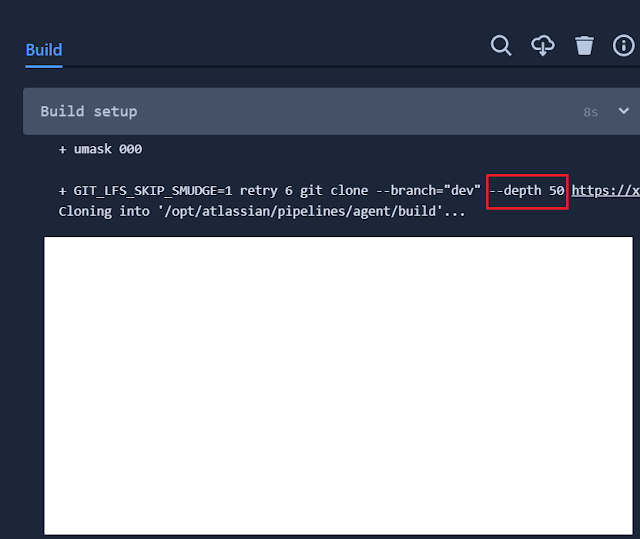 Build
Build setup 8s
+ umask 000
+ GIT_LFS_SKIP_SMUDGE=1 retry 6 git clone --branch="dev" --depth 50 https://x
Cloning into '/opt/atlassian/pipelines/agent/build'...